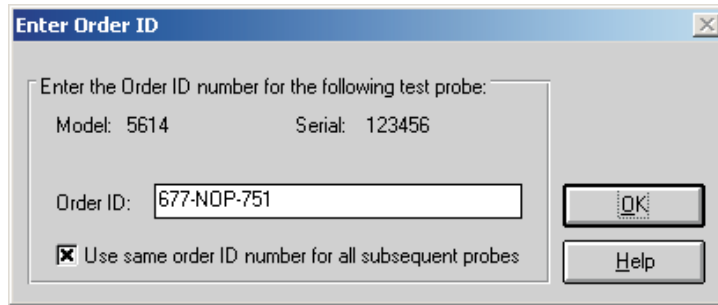 Enter Order ID
Enter the Order ID number for the following test probe:
Model: 5614 Serial: 123456
Order ID: 677-NOP-751
Use same order ID number for all subsequent probes
OK
Help